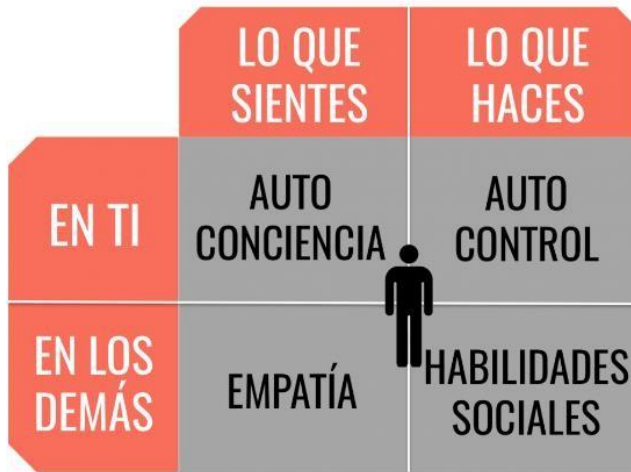 LO QUE
SIENTES
LO QUE
HACES
EN TI
AUTO
CONCIENCIA
AUTO
CONTROL
EN LOS
DEMÁS
EMPATÍA
HABILIDADES
SOCIALES